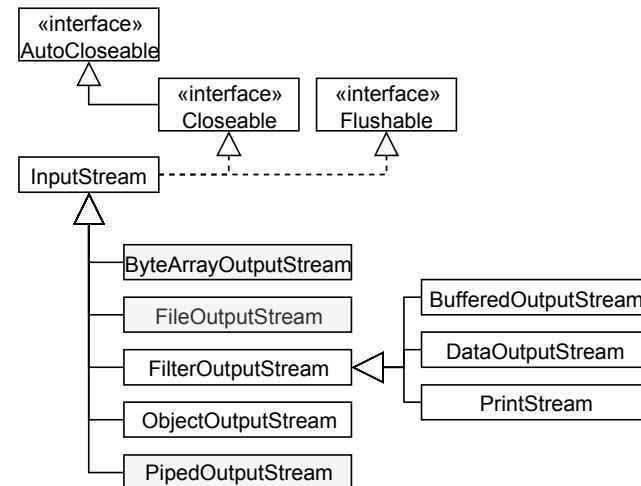 «interface»
AutoCloseable
«interface»
Closeable
«interface»
Flushable
InputStream
ByteArrayOutputStream
FileOutputStream
FilterOutputStream
ObjectOutputStream
PipedOutputStream
BufferedOutputStream
DataOutputStream
PrintStream